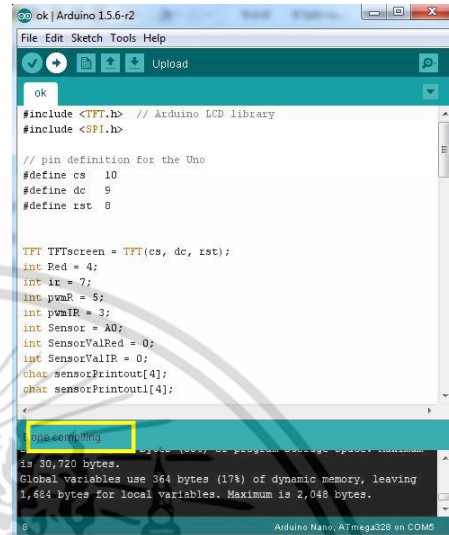 ok | Arduino 1.5.6-r2
File Edit Sketch Tools Help
Upload
ok
#include <TFT.h>  // Arduino LCD library
#include <SPI.h>
// pin definition for the Uno
#define cs   10
#define dc   9
#define rst  8
TFT TFTscreen = TFT(cs, dc, rst);
int Red = 4;
int ir = 7;
int pwmR = 5;
int pwmIR = 3;
int Sensor = A0;
int SensorValRed = 0;
int SensorValIR = 0;
char sensorPrintout[4];
char sensorPrintout1[4];
Done compiling.
is 30,720 bytes.
Global variables use 364 bytes (17%) of dynamic memory, leaving
1,684 bytes for local variables. Maximum is 2,048 bytes.
8
Arduino Nano, ATmega328 on COM5